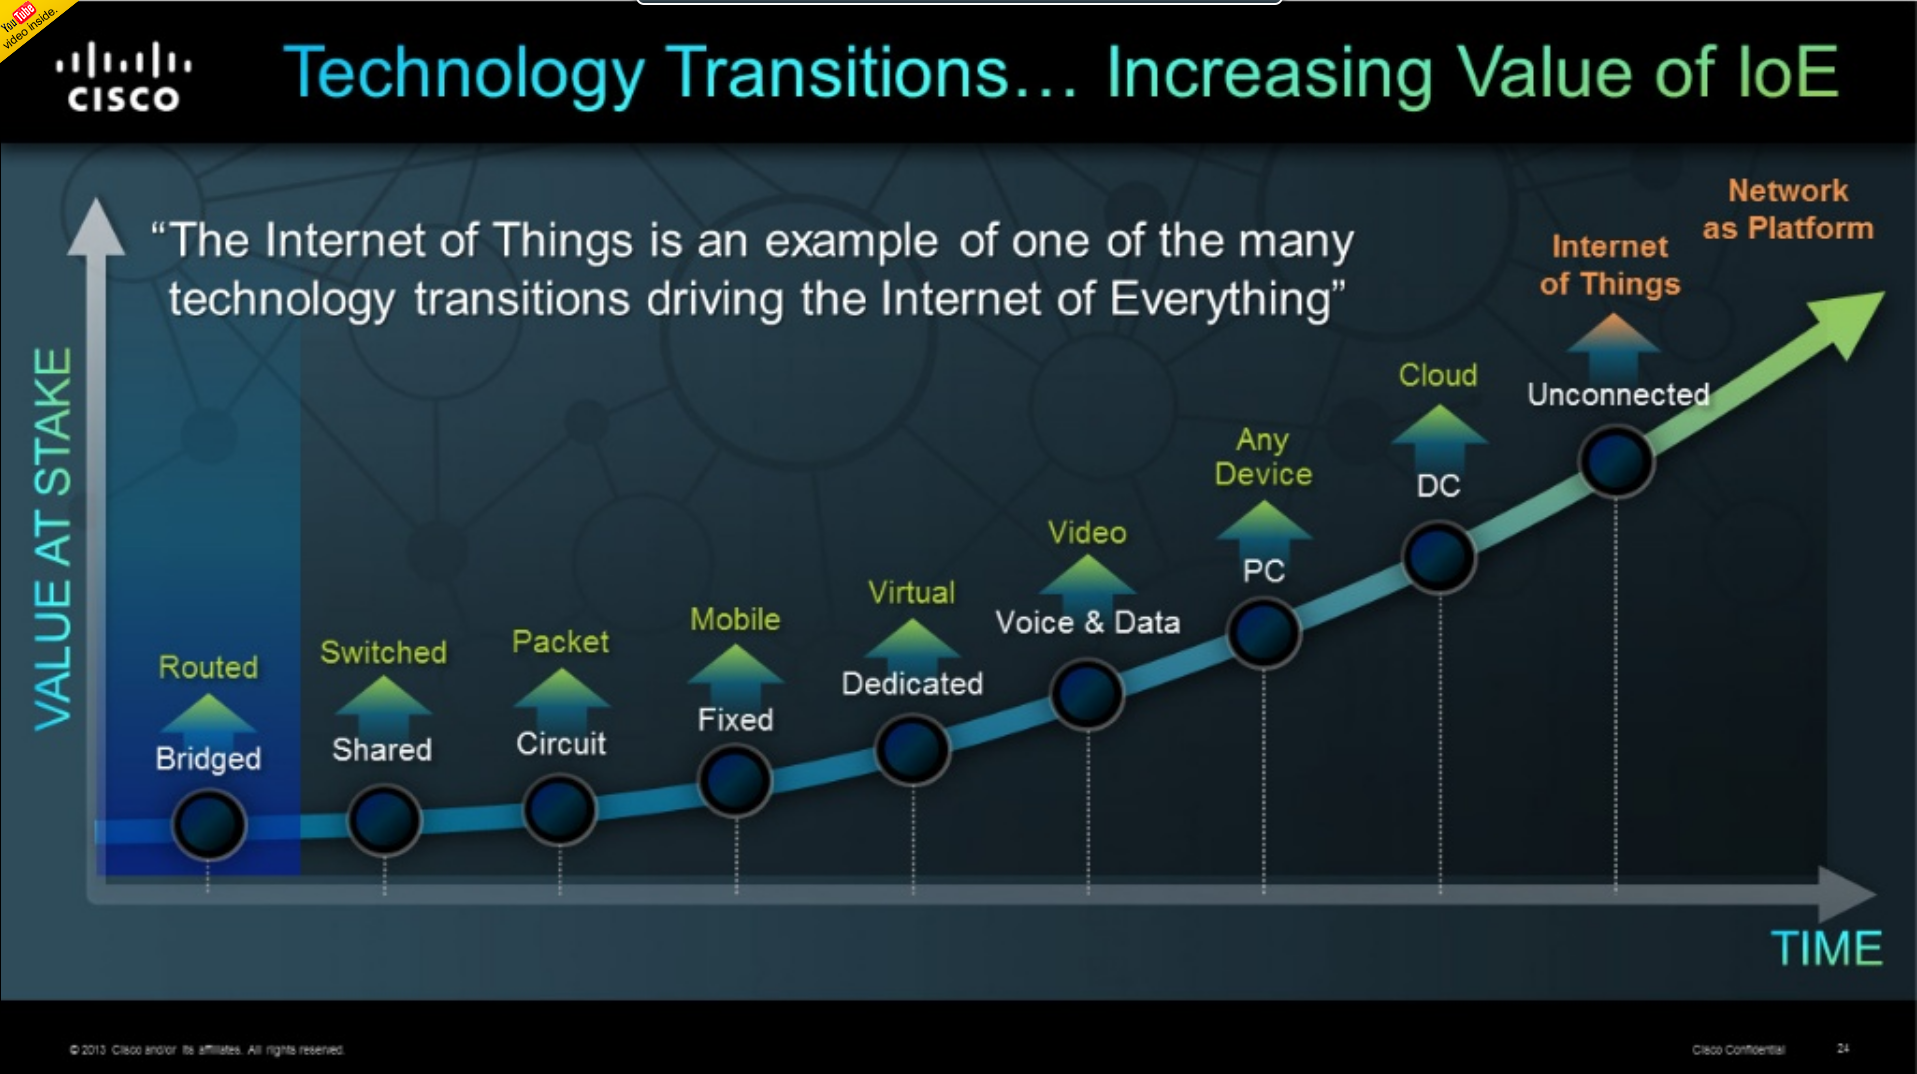 YouTube
video inside.
CISCO
Technology Transitions... Increasing Value of IoE
Network
as Platform
"The Internet of Things is an example of one of the many
technology transitions driving the Internet of Everything"
Internet
of Things
Unconnected
Cloud
DC
Any
Device
PC
Video
Voice & Data
Virtual
Dedicated
Mobile
Fixed
Packet
Circuit
Switched
Shared
Routed
Bridged
VALUE AT STAKE
TIME
© 2013 Cisco and/or its affiliates. All rights reserved.
Cisco Confidential
24